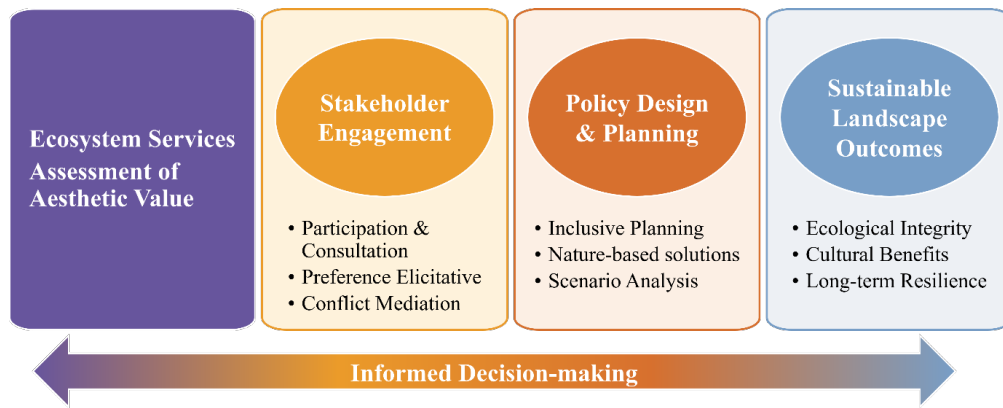 Ecosystem Services
Assessment of
Aesthetic Value
Stakeholder
Engagement
• Participation &
Consultation
• Preference Elicitative
• Conflict Mediation
Policy Design
& Planning
• Inclusive Planning
• Nature-based solutions
• Scenario Analysis
Sustainable
Landscape
Outcomes
• Ecological Integrity
• Cultural Benefits
• Long-term Resilience
Informed Decision-making